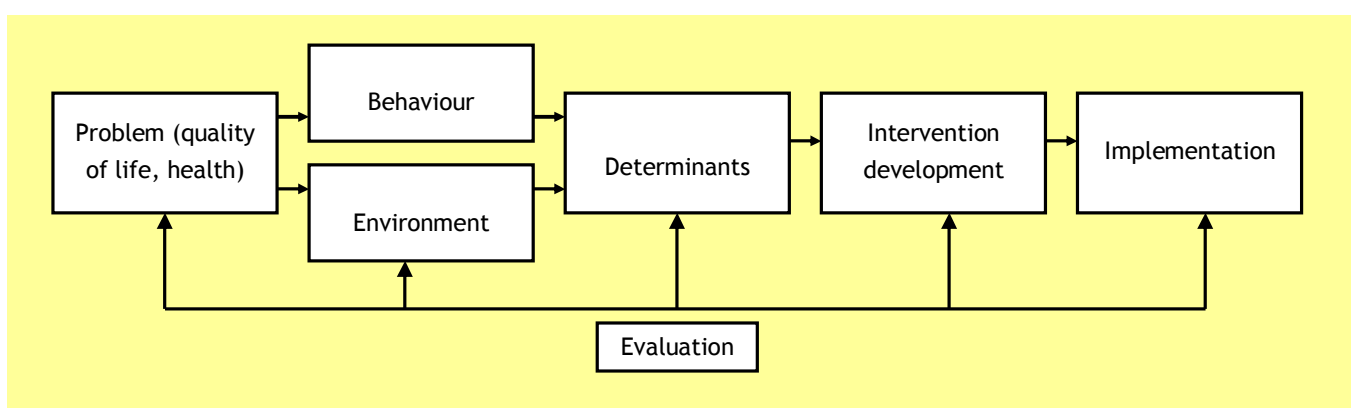 Problem (quality
of life, health)
Behaviour
Environment
Determinants
Intervention
development
Implementation
Evaluation